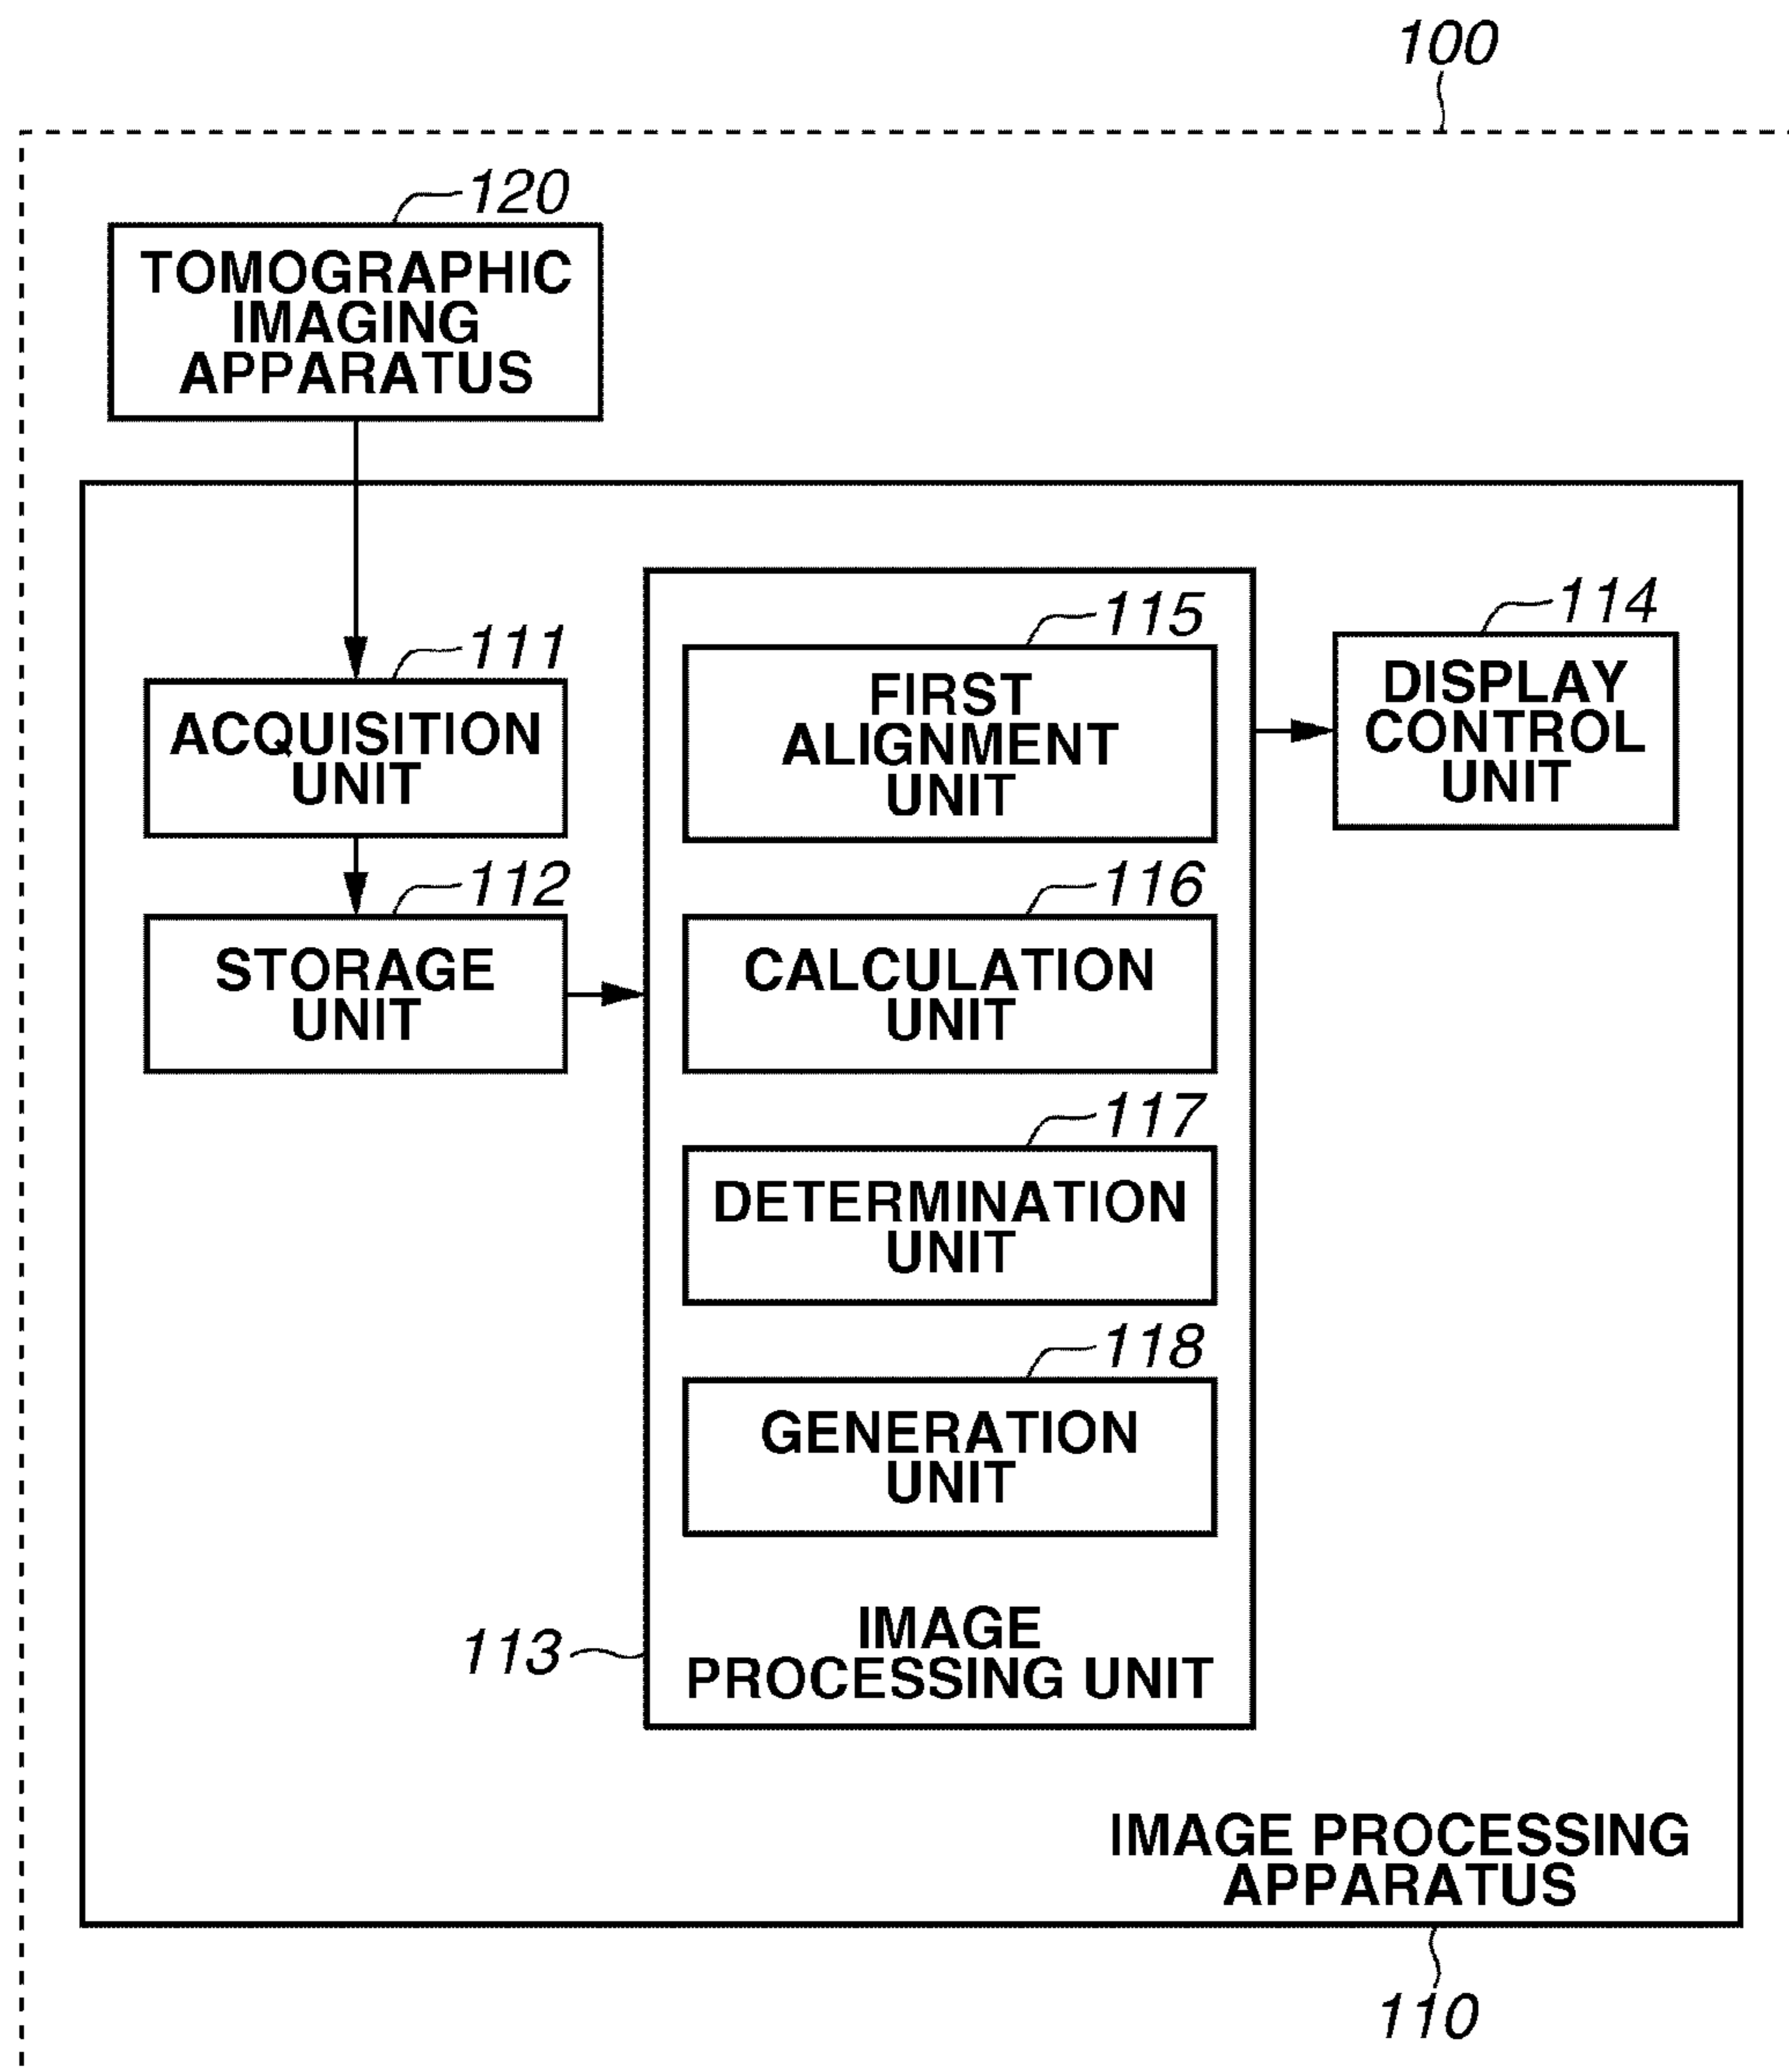 100
120
TOMOGRAPHIC
IMAGING
APPARATUS
111
ACQUISITION
UNIT
112
STORAGE
UNIT
115
FIRST
ALIGNMENT
UNIT
114
DISPLAY
CONTROL
UNIT
116
CALCULATION
UNIT
117
DETERMINATION
UNIT
118
GENERATION
UNIT
113
IMAGE
PROCESSING UNIT
IMAGE PROCESSING
APPARATUS
110